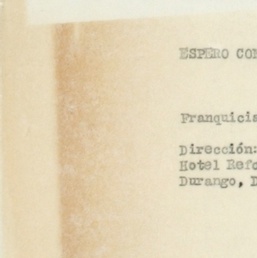 ESPERO CON
Franquicia
Dirección:
Hotel Refo
Durango, D